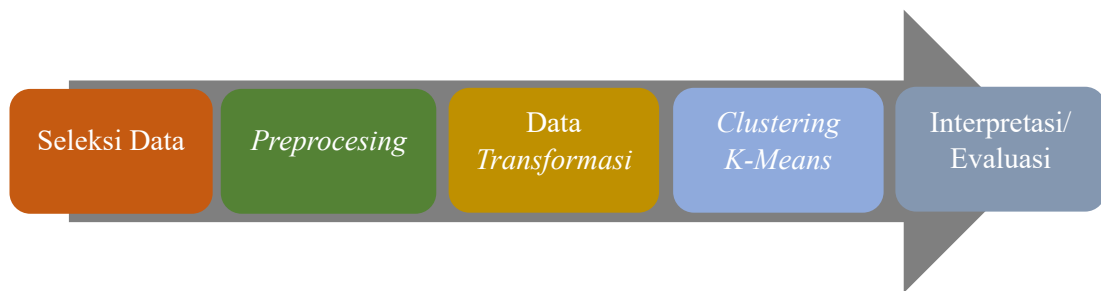 Seleksi Data
Preprocesing
Data
Transformasi
Clustering
K-Means
Interpretasi/
Evaluasi